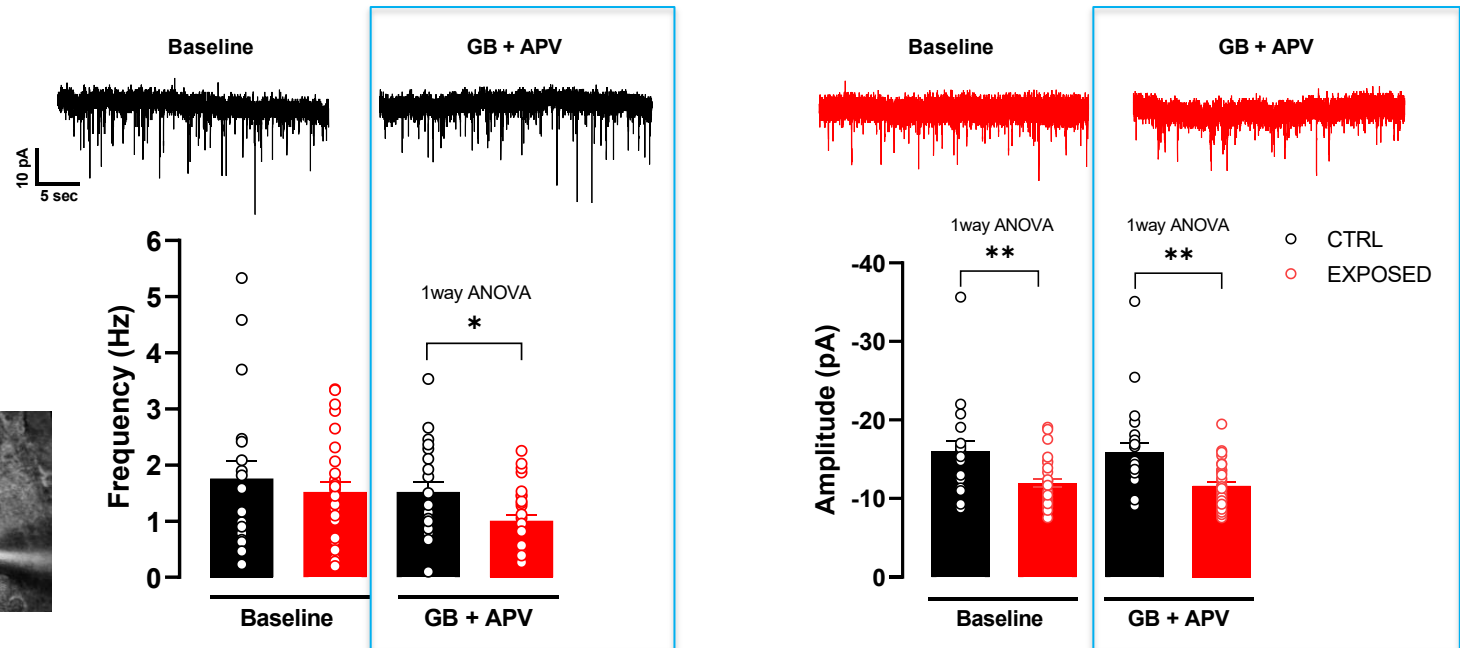 Baseline
GB + APV
10 pA
5 sec
Frequency (Hz)
6
5
4
3
2
1
0
1way ANOVA
*
Baseline
GB + APV
Baseline
GB + APV
1way ANOVA
**
1way ANOVA
**
CTRL
EXPOSED
Amplitude (pA)
-40
-30
-20
-10
0
Baseline
GB + APV